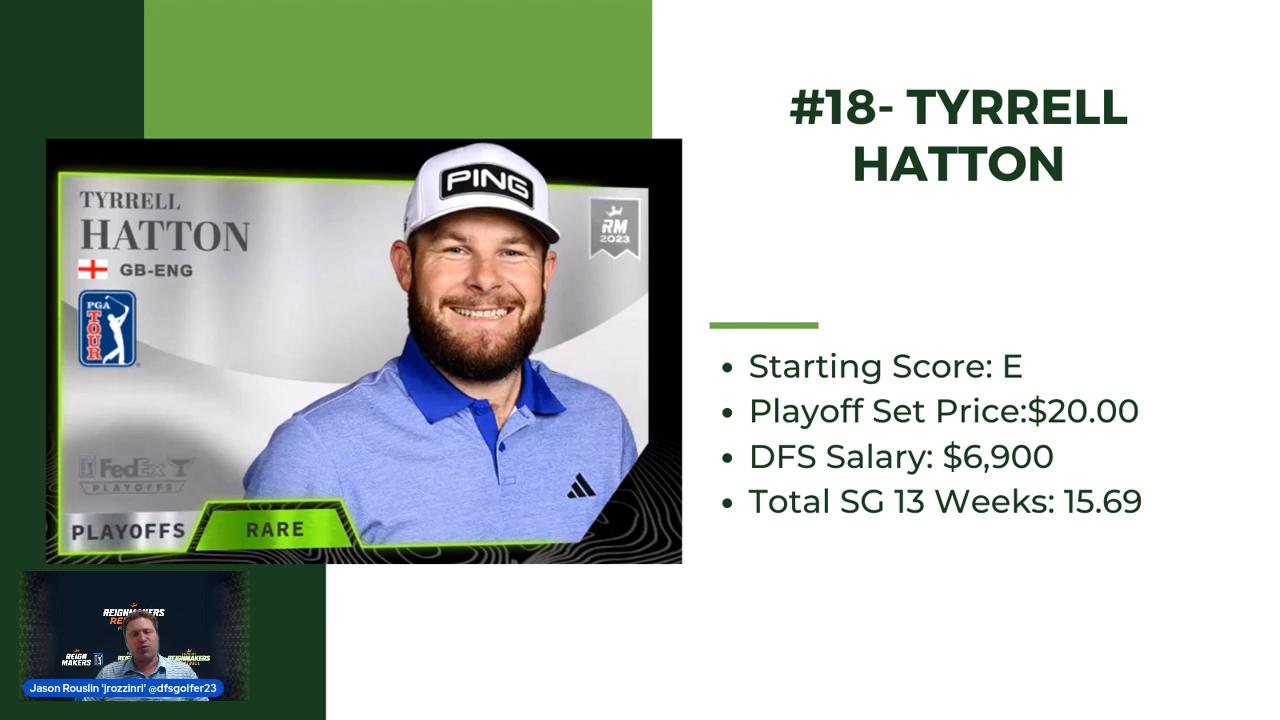 #18- TYRRELL
HATTON
TYRRELL
HATTON
GB-ENG
PGA
TOUR
FedEx
PLAYOFFS
PLAYOFFS
RARE
PING
RM
2023
Starting Score: E
Playoff Set Price:$20.00
DFS Salary: $6,900
Total SG 13 Weeks: 15.69
REIGNMAKERS
REIGN
MAKERS
REIGNMAKERS
Jason Rouslin 'jrozzinri' @dfsgolfer23